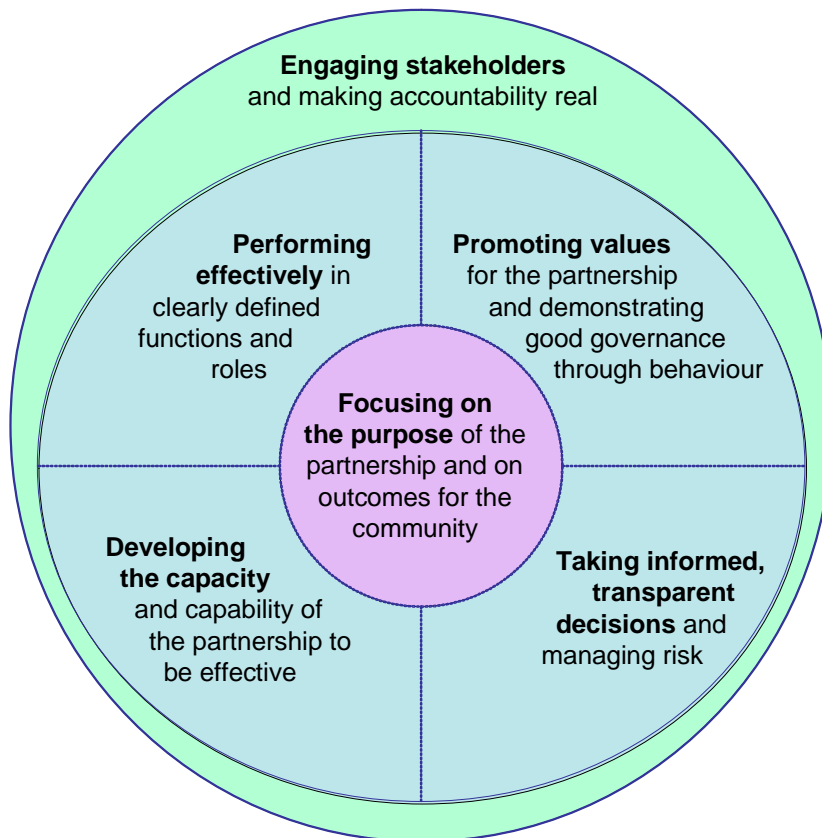 Engaging stakeholders
and making accountability real
Performing
effectively in
clearly defined
functions and
roles
Promoting values
for the partnership
and demonstrating
good governance
through behaviour
Focusing on
the purpose of the
partnership and on
outcomes for the
community
Developing
the capacity
and capability of
the partnership to
be effective
Taking informed,
transparent
decisions and
managing risk